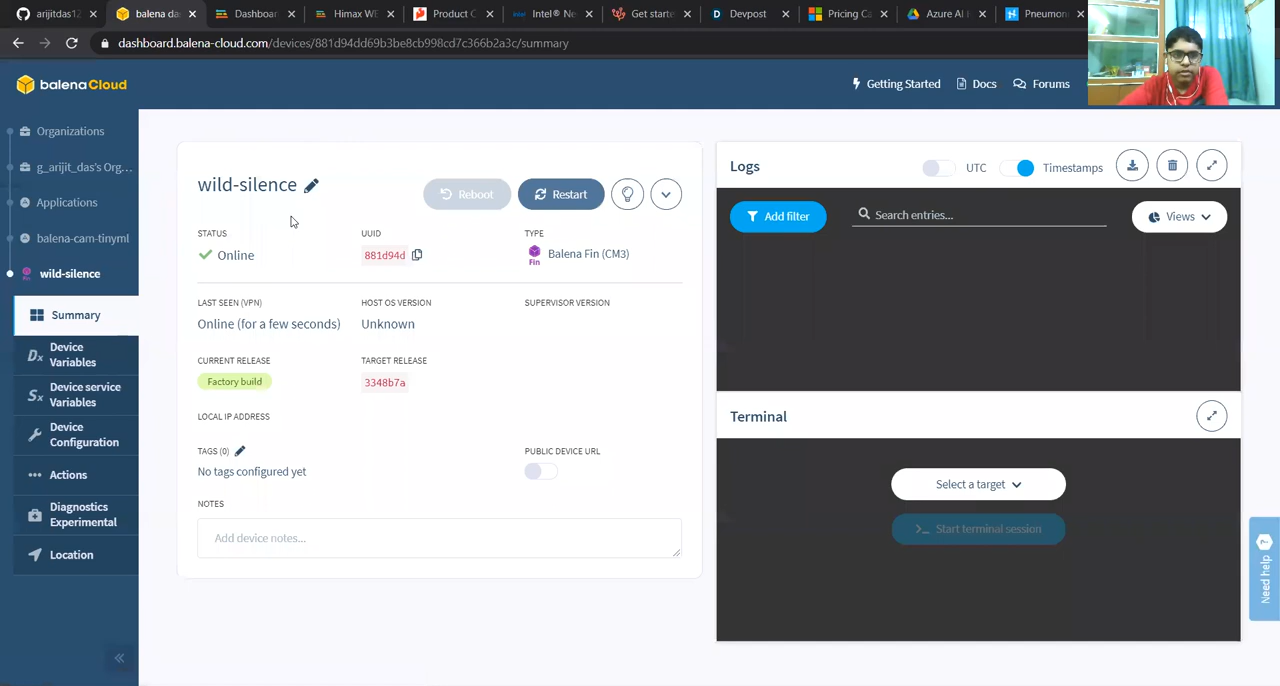 arijitdas12
balena da
Dashboar
Himax WE
Product C
Intel® Ne
Get starte
Devpost
Pricing Ca
Azure AI H
Pneumon
dashboard.balena-cloud.com/devices/881d94dd69b3be8cb998cd7c366b2a3c/summary
balenaCloud
Getting Started
Docs
Forums
Organizations
g_arijit_das's Org...
Applications
balena-cam-tinyml
wild-silence
Summary
Device
Variables
Device service
Variables
Device
Configuration
Actions
Diagnostics
Experimental
Location
wild-silence
Reboot
Restart
STATUS
UUID
TYPE
Online
881d94d
Fin
Balena Fin (CM3)
LAST SEEN (VPN)
HOST OS VERSION
SUPERVISOR VERSION
Online (for a few seconds)
Unknown
CURRENT RELEASE
TARGET RELEASE
Factory build
3348b7a
LOCAL IP ADDRESS
TAGS (0)
PUBLIC DEVICE URL
No tags configured yet
NOTES
Add device notes...
Logs
UTC
Timestamps
Add filter
Search entries...
Views
Terminal
Select a target
Start terminal session
Need help